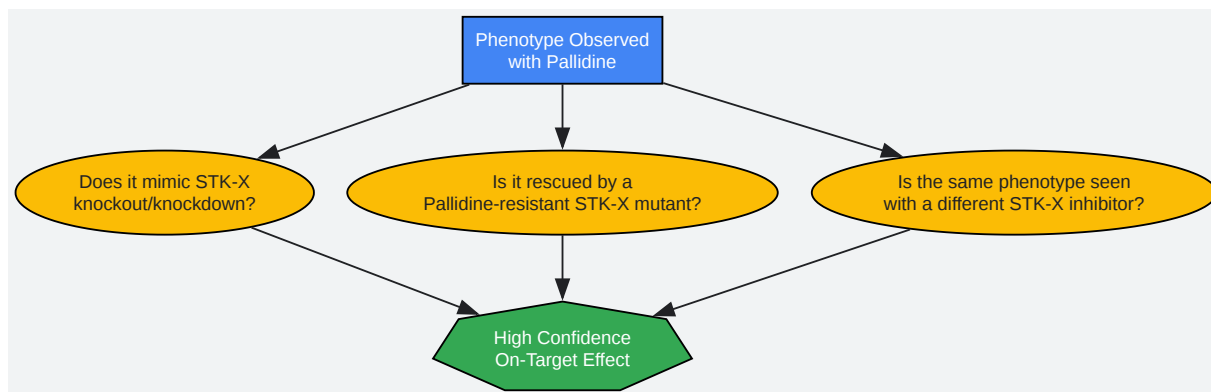 Phenotype Observed
with Pallidine
Does it mimic STK-X
knockout/knockdown?
Is it rescued by a
Pallidine-resistant STK-X mutant?
Is the same phenotype seen
with a different STK-X inhibitor?
High Confidence
On-Target Effect